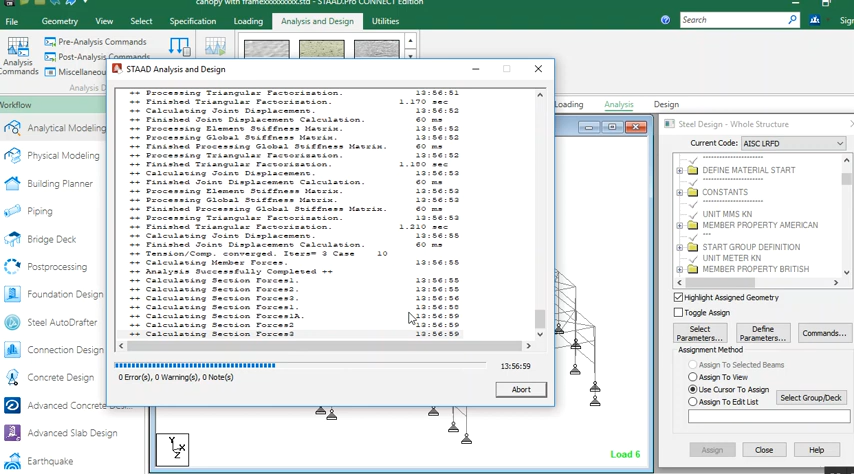 canopy with framexxxxxxxxx.std - STAAD.Pro CONNECT Edition
File
Geometry
View
Select
Specification
Loading
Analysis and Design
Utilities
Search
Sign
Analysis Commands
Pre-Analysis Commands
Post-Analysis Commands
Miscellaneous
Analysis D
Workflow
Loading
Analysis
Design
Analytical Modeling
Physical Modeling
Building Planner
Piping
Bridge Deck
Postprocessing
Foundation Design
Steel AutoDrafter
Connection Design
Concrete Design
Advanced Concrete Des
Advanced Slab Design
Earthquake
STAAD Analysis and Design
++ Processing Triangular Factorization. 13:56:51
++ Finished Triangular Factorization. 1.170 sec
++ Calculating Joint Displacement. 13:56:52
++ Finished Joint Displacement Calculation. 60 ms
++ Processing Element Stiffness Matrix. 13:56:52
++ Processing Global Stiffness Matrix. 13:56:52
++ Finished Processing Global Stiffness Matrix. 60 ms
++ Processing Triangular Factorization. 13:56:52
++ Finished Triangular Factorization. 1.180 sec
++ Calculating Joint Displacement. 13:56:53
++ Finished Joint Displacement Calculation. 60 ms
++ Processing Element Stiffness Matrix. 13:56:53
++ Processing Global Stiffness Matrix. 13:56:53
++ Finished Processing Global Stiffness Matrix. 60 ms
++ Processing Triangular Factorization. 13:56:53
++ Finished Triangular Factorization. 1.210 sec
++ Calculating Joint Displacement. 13:56:55
++ Finished Joint Displacement Calculation. 60 ms
++ Tension/Comp. converged. Iters= 3 Case 10
++ Calculating Member Forces. 13:56:55
++ Analysis Successfully Completed ++
++ Calculating Section Forces1. 13:56:55
++ Calculating Section Forces2. 13:56:55
++ Calculating Section Forces3. 13:56:56
++ Calculating Section Forces1. 13:56:55
++ Calculating Section Forces1A. 13:56:59
++ Calculating Section Forces2 13:56:59
++ Calculating Section Forces3 13:56:59
13:56:59
0 Error(s), 0 Warning(s), 0 Note(s)
Abort
Y
X
Z
Load 6
Steel Design - Whole Structure
Current Code: AISC LRFD
DEFINE MATERIAL START
CONSTANTS
UNIT MMS KN
MEMBER PROPERTY AMERICAN
START GROUP DEFINITION
UNIT METER KN
MEMBER PROPERTY BRITISH
Highlight Assigned Geometry
Toggle Assign
Select Parameters...
Define Parameters...
Commands...
Assignment Method
Assign To Selected Beams
Assign To View
Use Cursor To Assign
Assign To Edit List
Select Group/Deck
Assign
Close
Help